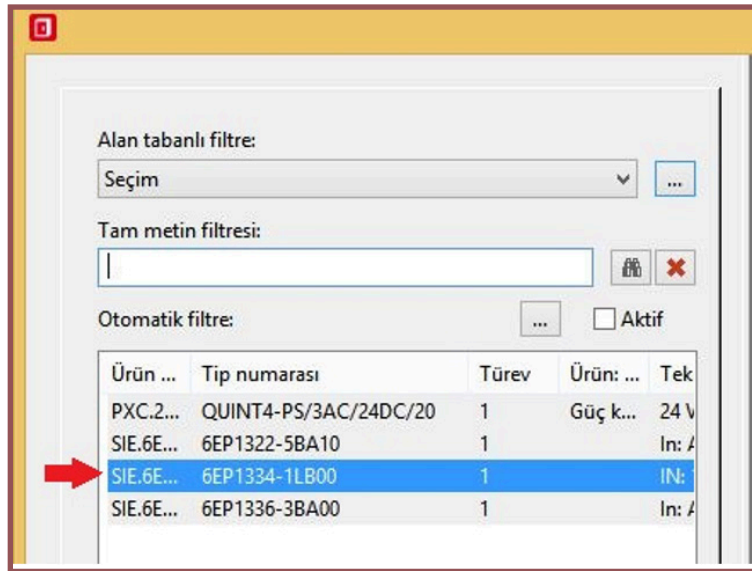 Alan tabanlı filtre:
Seçim
...
Tam metin filtresi:
Otomatik filtre:
...
Aktif
Ürün ... Tip numarası Türev Ürün: ... Tek
PXC.2... QUINT4-PS/3AC/24DC/20 1 Güç k... 24 V
SIE.6E... 6EP1322-5BA10 1 In: A
SIE.6E... 6EP1334-1LB00 1 IN:
SIE.6E... 6EP1336-3BA00 1 In: A